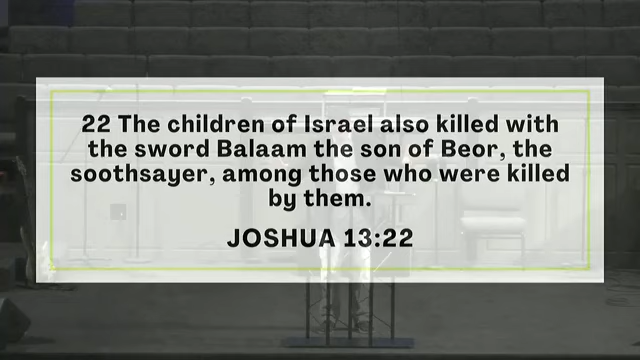 22 The children of Israel also killed with
the sword Balaam the son of Beor, the
soothsayer, among those who were killed
by them.
JOSHUA 13:22